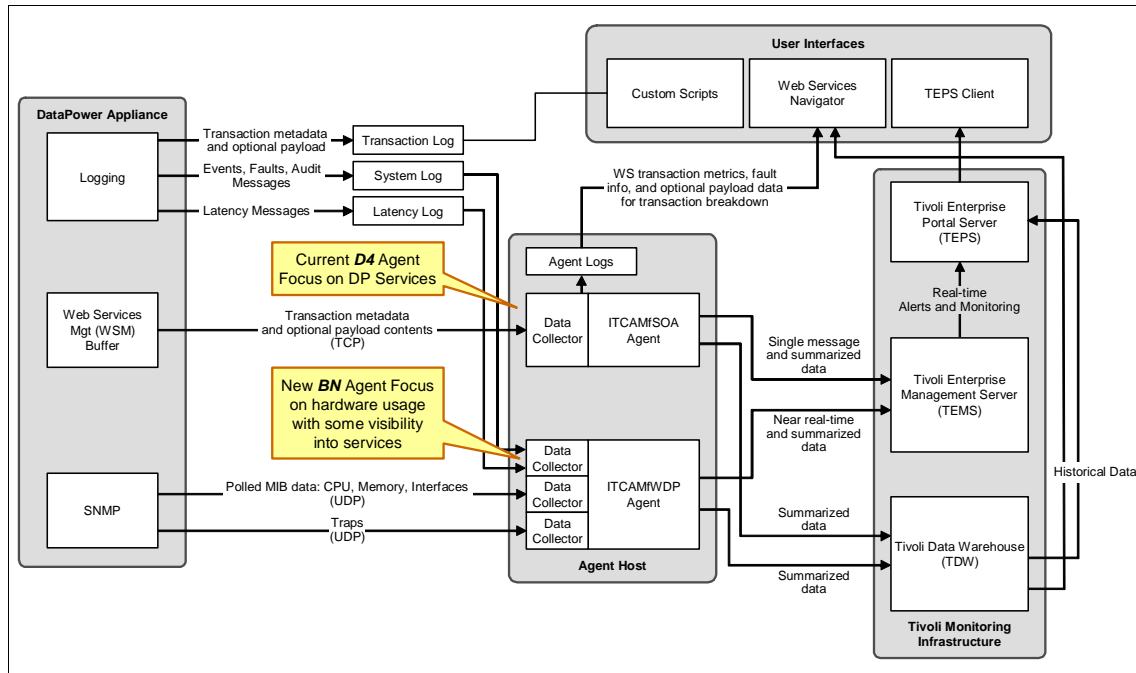 User Interfaces
Custom Scripts
Web Services
Navigator
TEPS Client
DataPower Appliance
Logging
Transaction metadata
and optional payload
Transaction Log
Events, Faults, Audit
Messages
System Log
Latency Messages
Latency Log
WS transaction metrics, fault
info, and optional payload data
for transaction breakdown
Current D4 Agent
Focus on DP Services
Agent Logs
Web Services
Mgt (WSM)
Buffer
Transaction metadata
and optional payload contents
(TCP)
Data
Collector
ITCAMfSOA
Agent
New BN Agent Focus
on hardware usage
with some visibility
into services
Data
Collector
Data
Collector
Data
Collector
ITCAMfWDP
Agent
SNMP
Polled MIB data: CPU, Memory, Interfaces
(UDP)
Traps
(UDP)
Agent Host
Single message
and summarized
data
Near real-time
and summarized
data
Summarized
data
Summarized
data
Tivoli Enterprise
Portal Server
(TEPS)
Real-time
Alerts and Monitoring
Tivoli Enterprise
Management Server
(TEMS)
Historical Data
Tivoli Data Warehouse
(TDW)
Tivoli Monitoring
Infrastructure